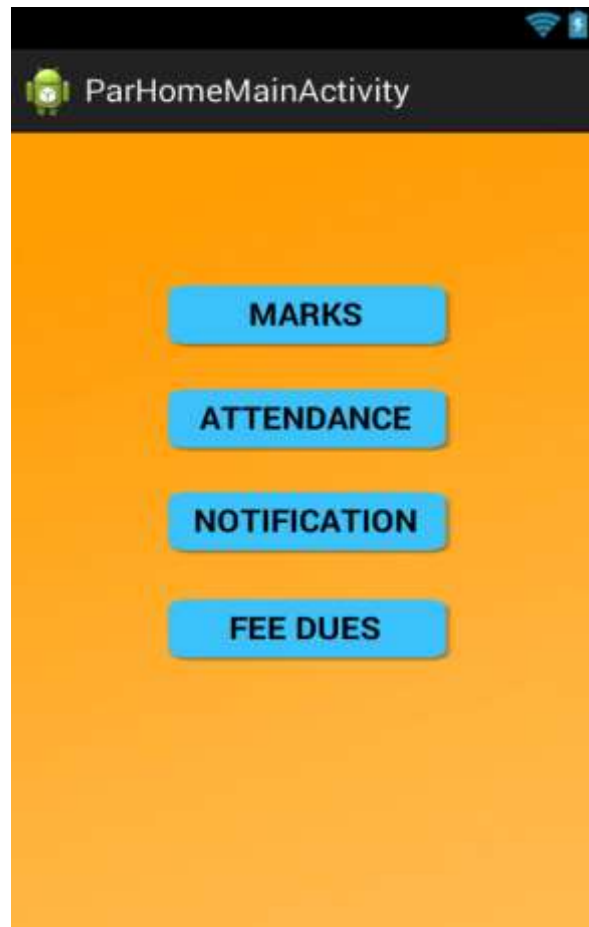 ParHomeMainActivity
MARKS
ATTENDANCE
NOTIFICATION
FEE DUES